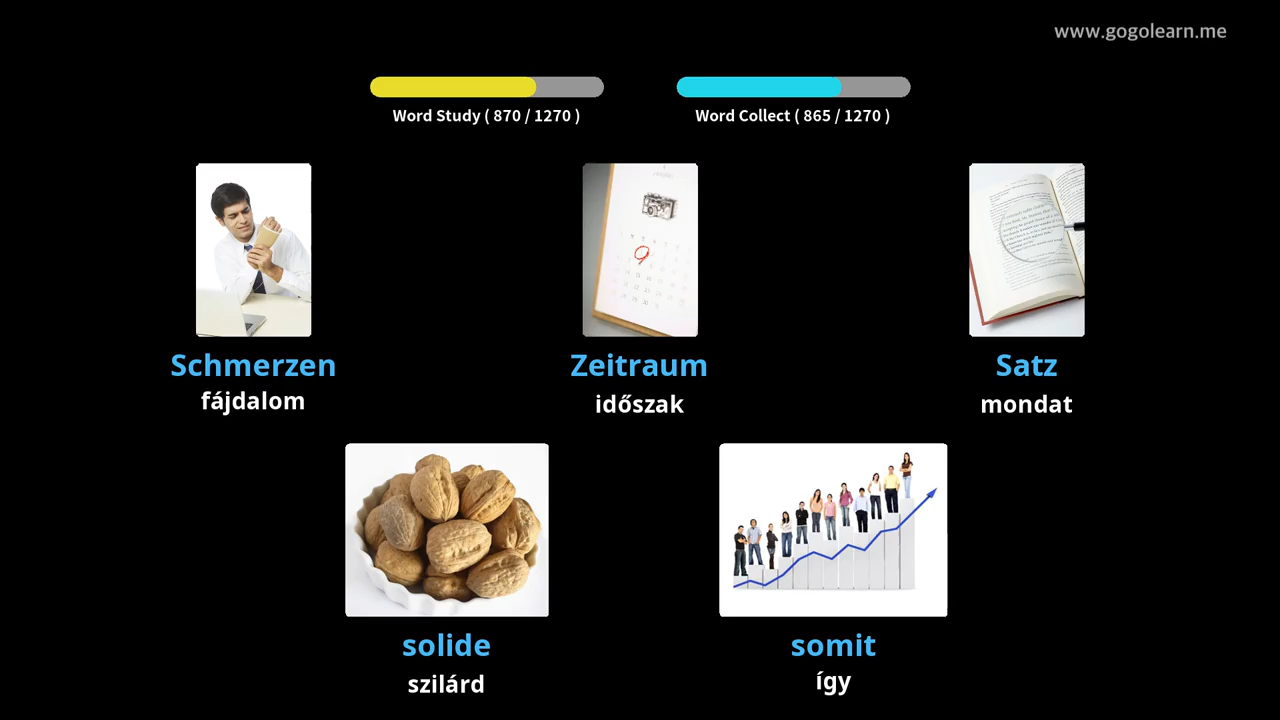 www.gogolearn.me
Word Study ( 870 / 1270 )
Word Collect ( 865 / 1270 )
Schmerzen
fájdalom
Zeitraum
időszak
Satz
mondat
solide
szilárd
somit
így